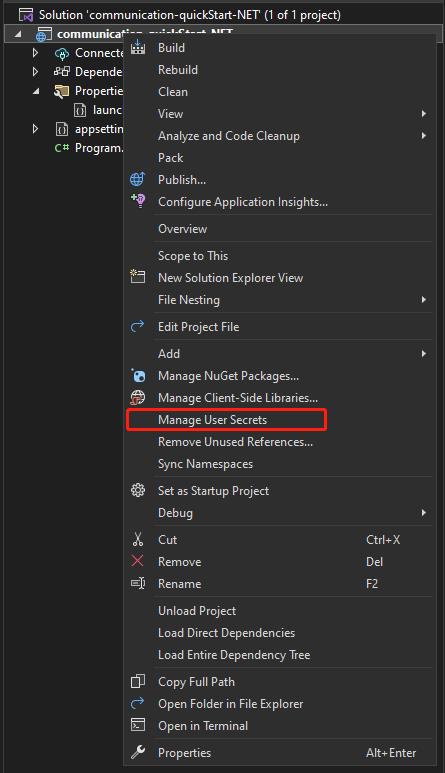 Solution 'communication-quickStart-NET' (1 of 1 project)
communication-quickStart-NET
Connecte
Build
Depende
Rebuild
Propertie
Clean
launc
View
appsettin
Analyze and Code Cleanup
C# Program.
Pack
Publish...
Configure Application Insights...
Overview
Scope to This
New Solution Explorer View
File Nesting
Edit Project File
Add
Manage NuGet Packages...
Manage Client-Side Libraries...
Manage User Secrets
Remove Unused References...
Sync Namespaces
Set as Startup Project
Debug
Cut Ctrl+X
Remove Del
Rename F2
Unload Project
Load Direct Dependencies
Load Entire Dependency Tree
Copy Full Path
Open Folder in File Explorer
Open in Terminal
Properties Alt+Enter